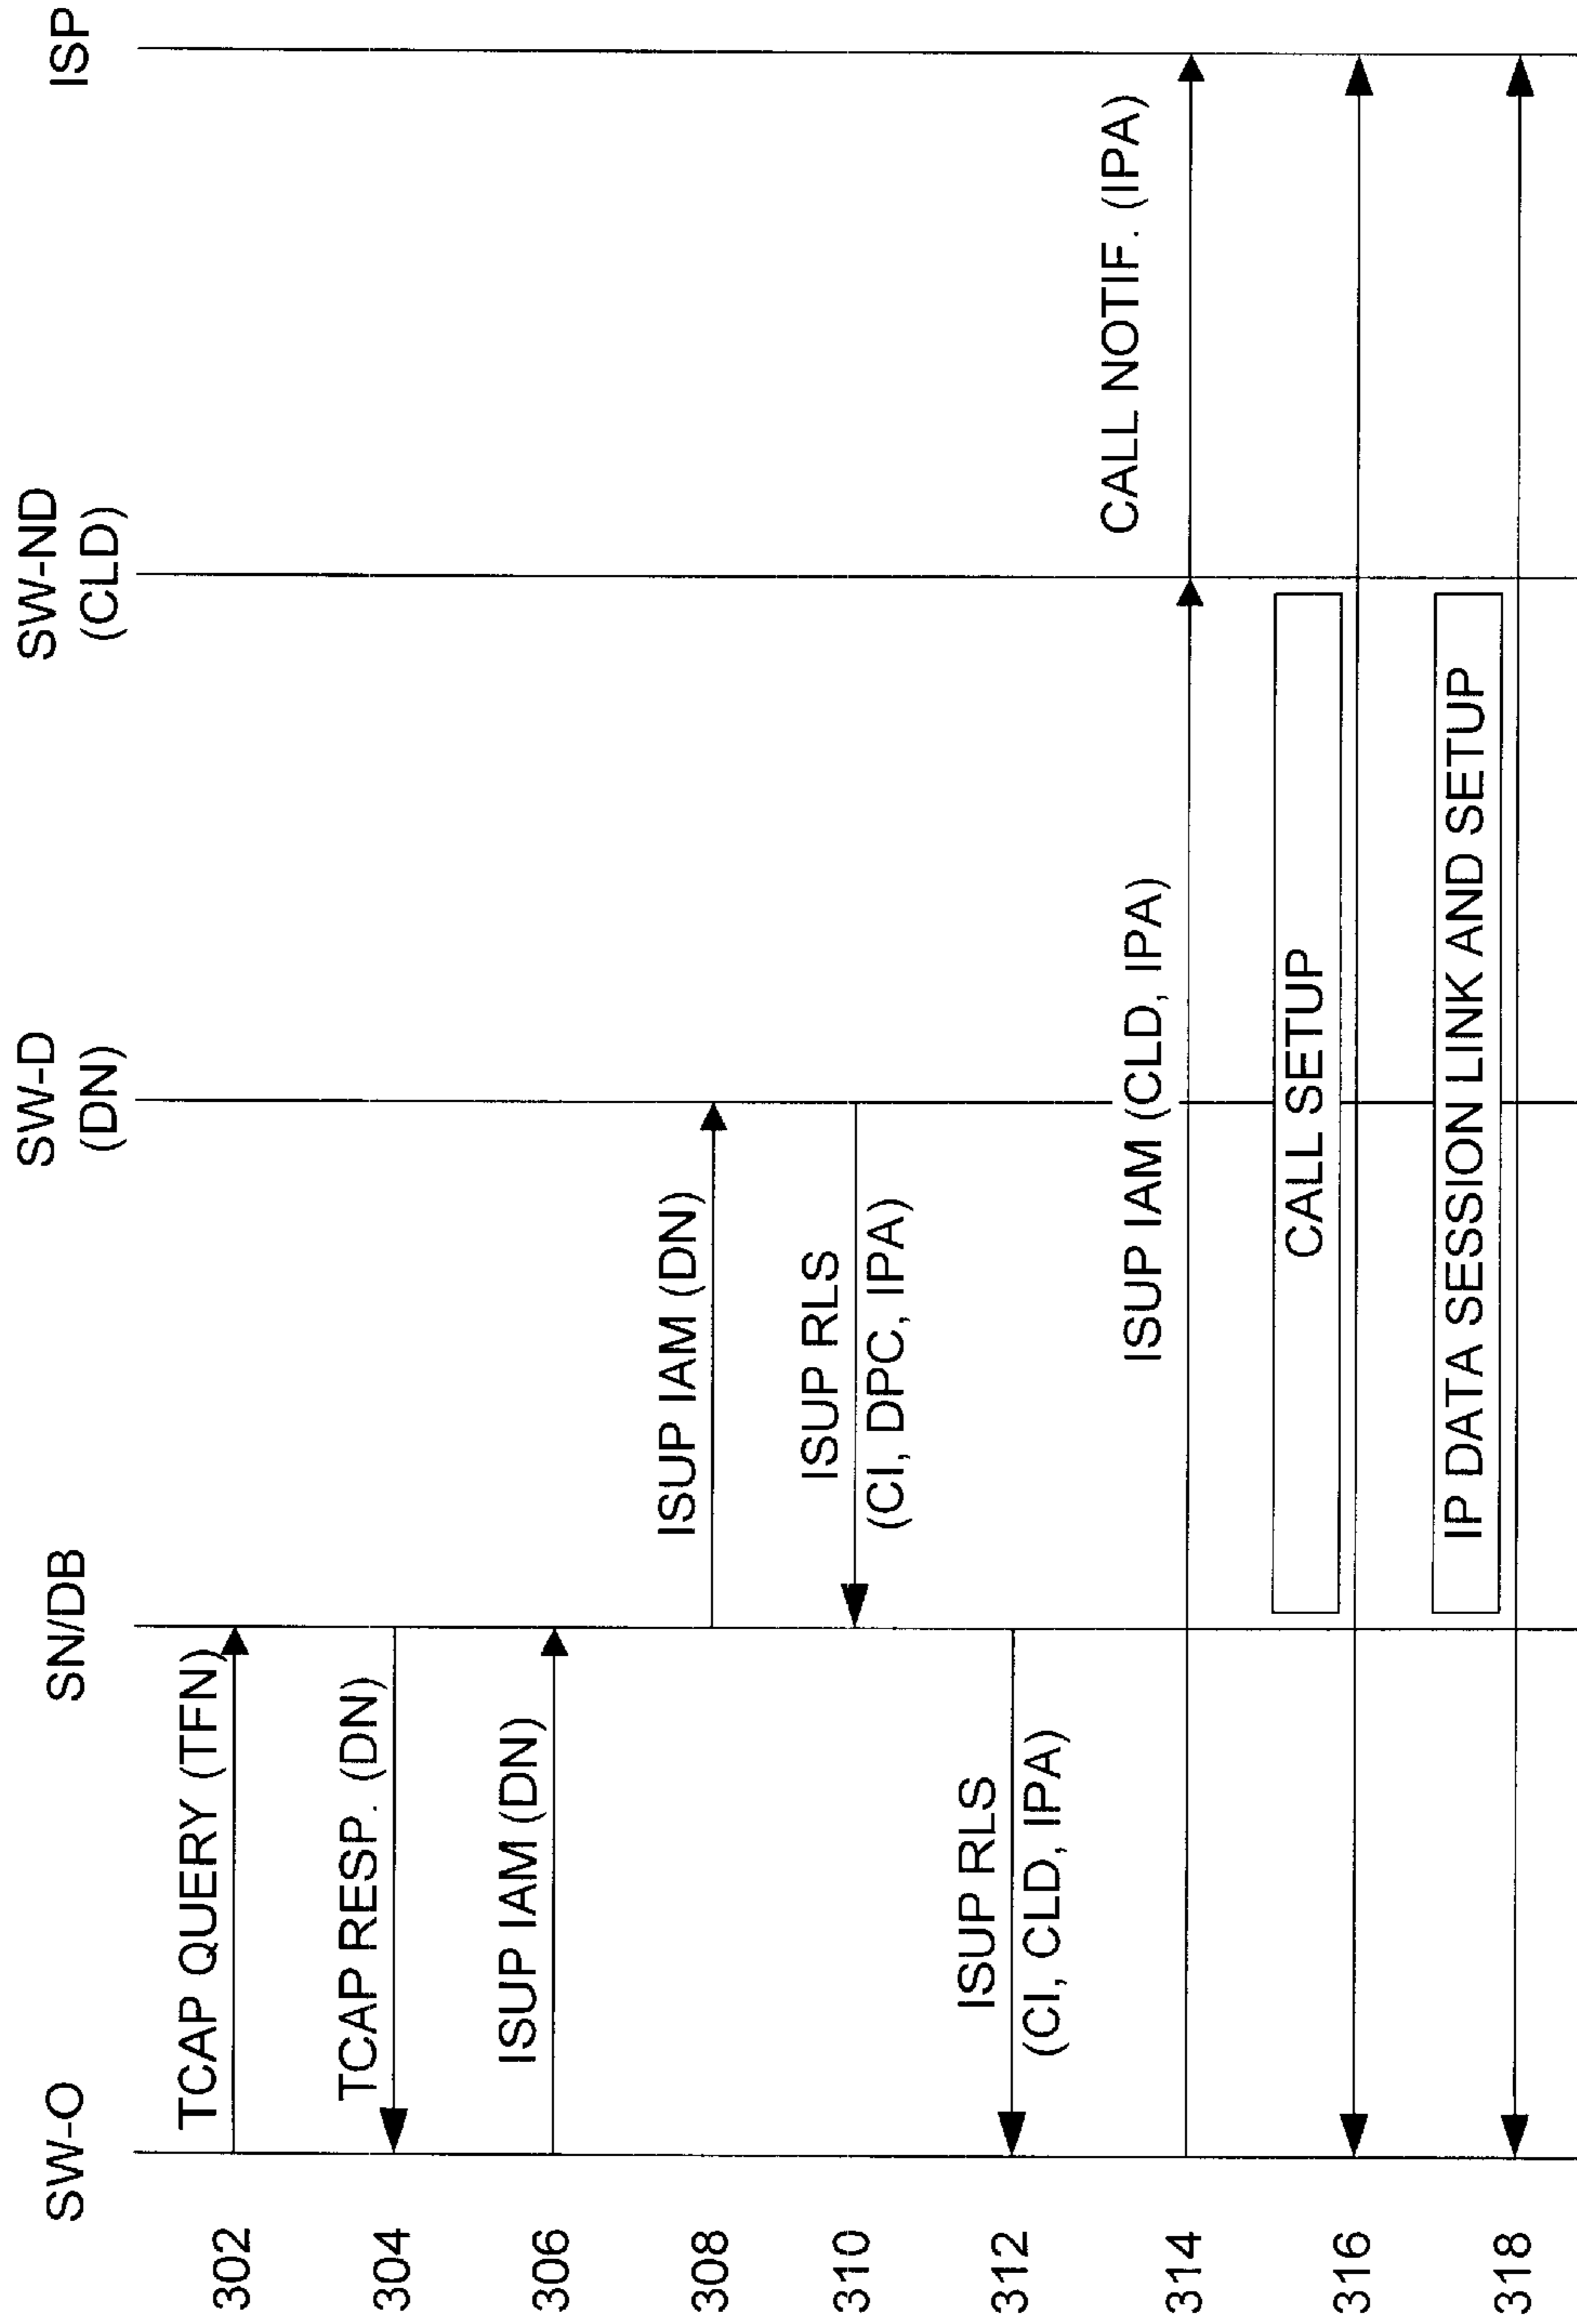 SW-O
SN/DB
SW-D
(DN)
SW-ND
(CLD)
ISP
302
TCAP QUERY (TFN)
304
TCAP RESP. (DN)
306
ISUP IAM (DN)
308
ISUP IAM (DN)
310
ISUP RLS
(CI, DPC, IPA)
312
ISUP RLS
(CI, CLD, IPA)
314
ISUP IAM (CLD, IPA)
CALL NOTIF. (IPA)
316
CALL SETUP
318
IP DATA SESSION LINK AND SETUP